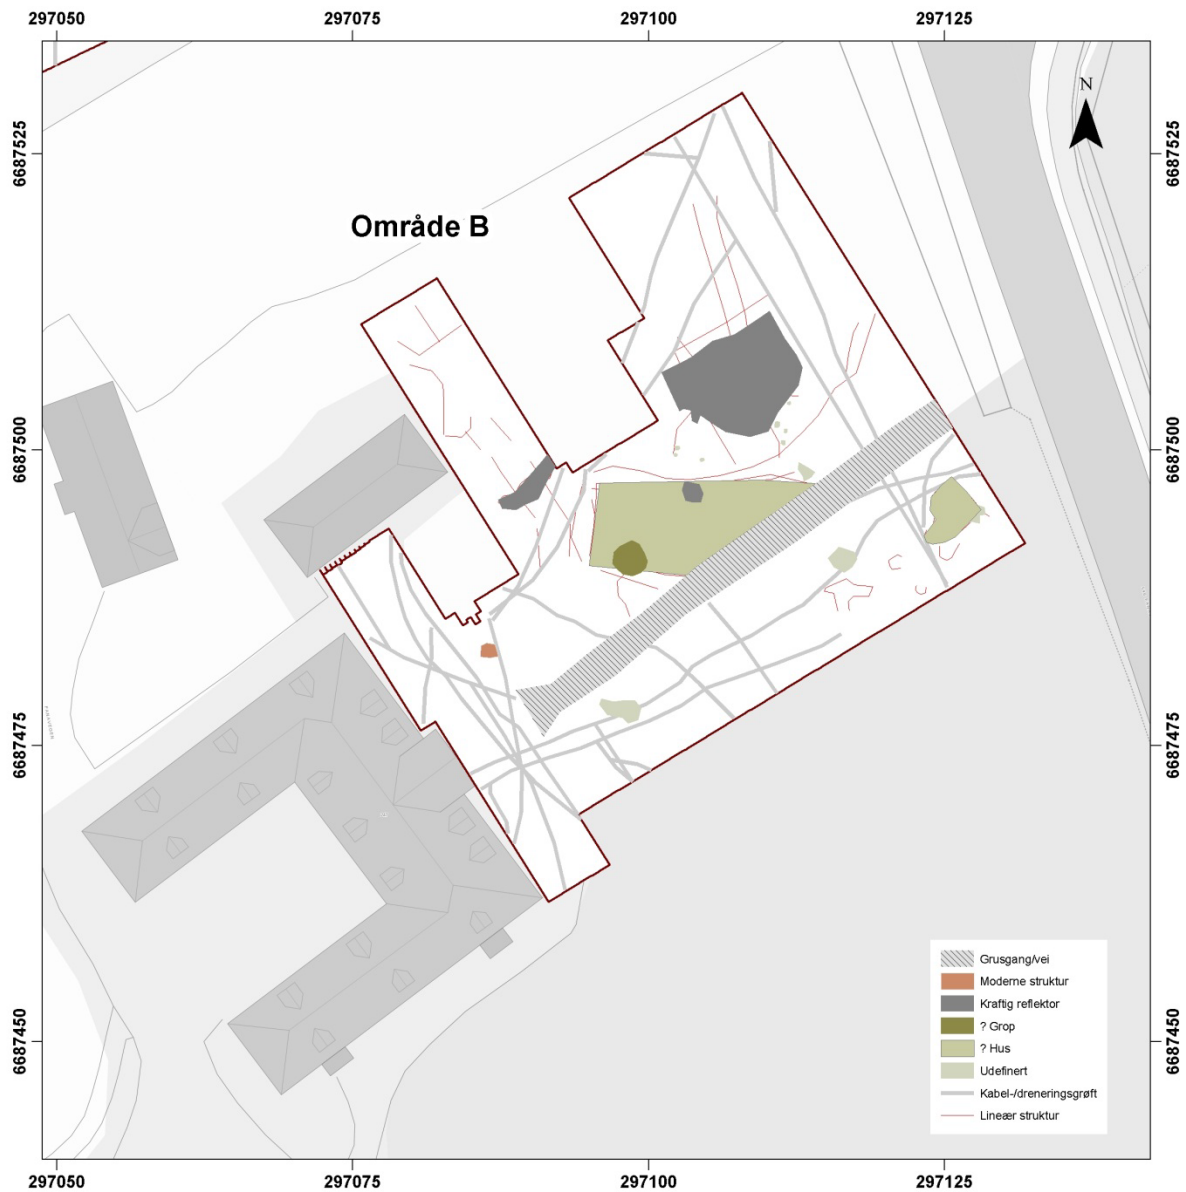 297050 297075 297100 297125
6687525 6687525
N
Område B
6687500 6687500
6687475 6687475
6687450 6687450
Grusgang/vei
Moderne struktur
Kraftig reflektor
? Grop
? Hus
Udefinert
Kabel-/dreneringsgrøft
Lineær struktur
297050 297075 297100 297125